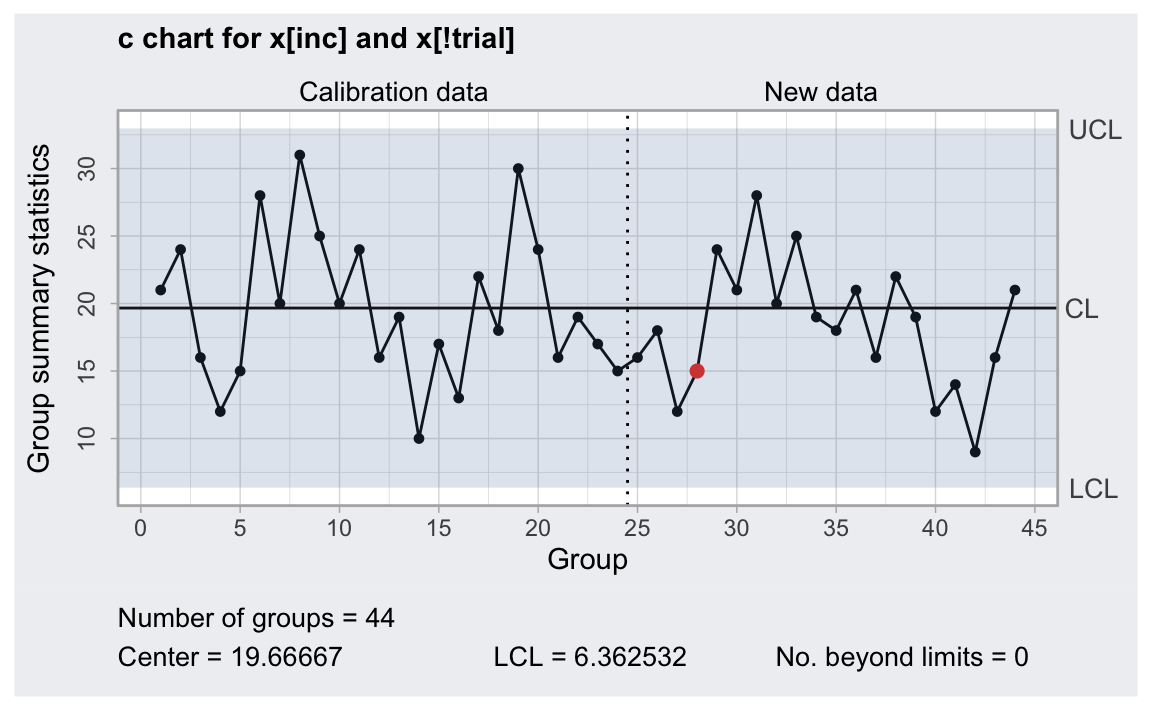 c chart for x[inc] and x[!trial]
Calibration data New data
UCL
CL
LCL
Group summary statistics
30
25
20
15
10
0 5 10 15 20 25 30 35 40 45
Group
Number of groups = 44
Center = 19.66667 LCL = 6.362532 No. beyond limits = 0